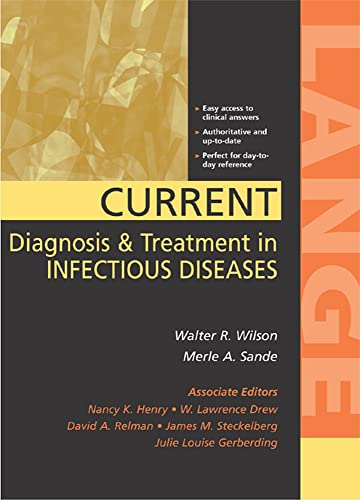 LANGE
▸ Easy access to
clinical answers
▸ Authoritative and
up-to-date
▸ Perfect for day-to-
day reference
CURRENT
Diagnosis & Treatment in
INFECTIOUS DISEASES
Walter R. Wilson
Merle A. Sande
Associate Editors
Nancy K. Henry • W. Lawrence Drew
David A. Relman • James M. Steckelberg
Julie Louise Gerberding